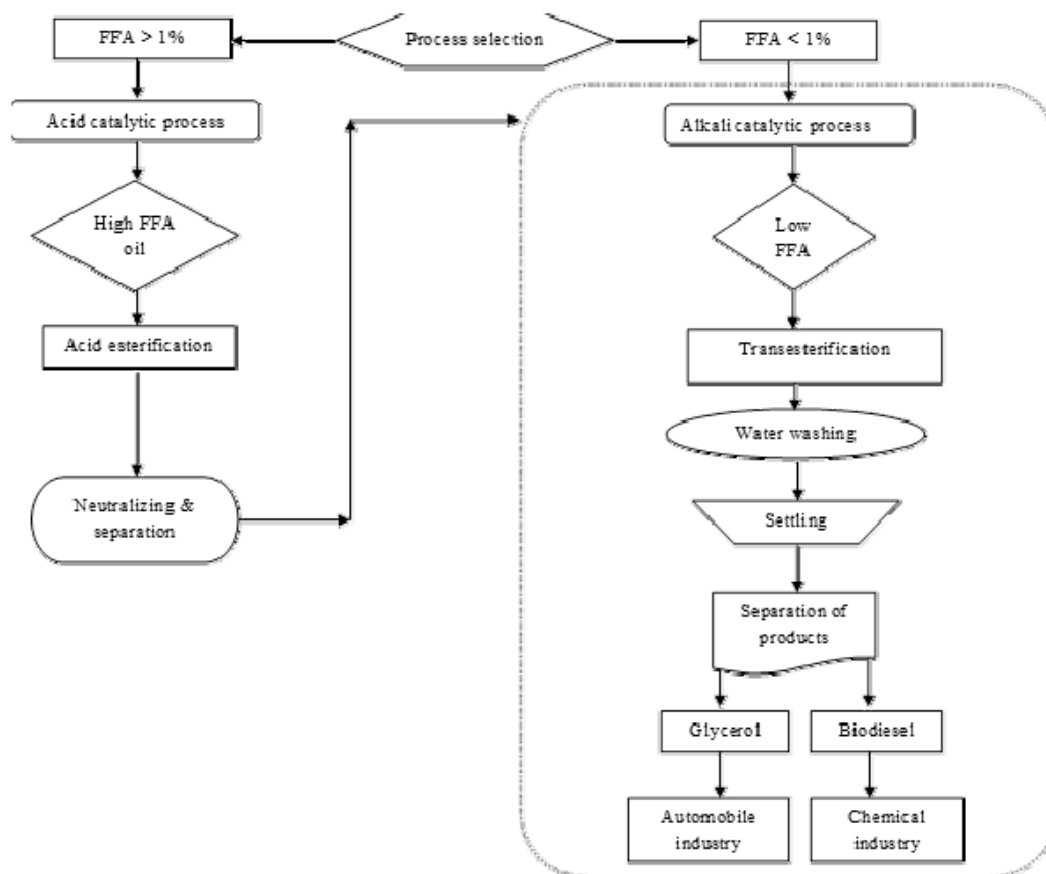 FFA > 1%
Process selection
FFA < 1%
Acid catalytic process
Alkali catalytic process
High FFA
oil
Low
FFA
Acid esterification
Transesterification
Water washing
Neutralizing &
separation
Settling
Separation of
products
Glycerol
Biodiesel
Automobile
industry
Chemical
industry